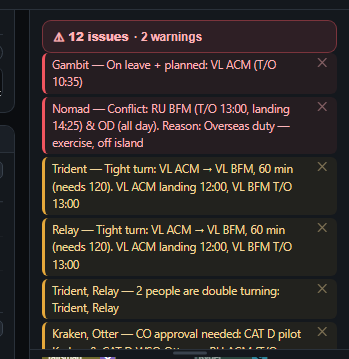 ⚠ 12 issues · 2 warnings
Gambit — On leave + planned: VL ACM (T/O
10:35)
Nomad — Conflict: RU BFM (T/O 13:00, landing
14:25) & OD (all day). Reason: Overseas duty —
exercise, off island
Trident — Tight turn: VL ACM → VL BFM, 60 min
(needs 120). VL ACM landing 12:00, VL BFM T/O
13:00
Relay — Tight turn: VL ACM → VL BFM, 60 min
(needs 120). VL ACM landing 12:00, VL BFM T/O
13:00
Trident, Relay — 2 people are double turning:
Trident, Relay
Kraken, Otter — CO approval needed: CAT D pilot